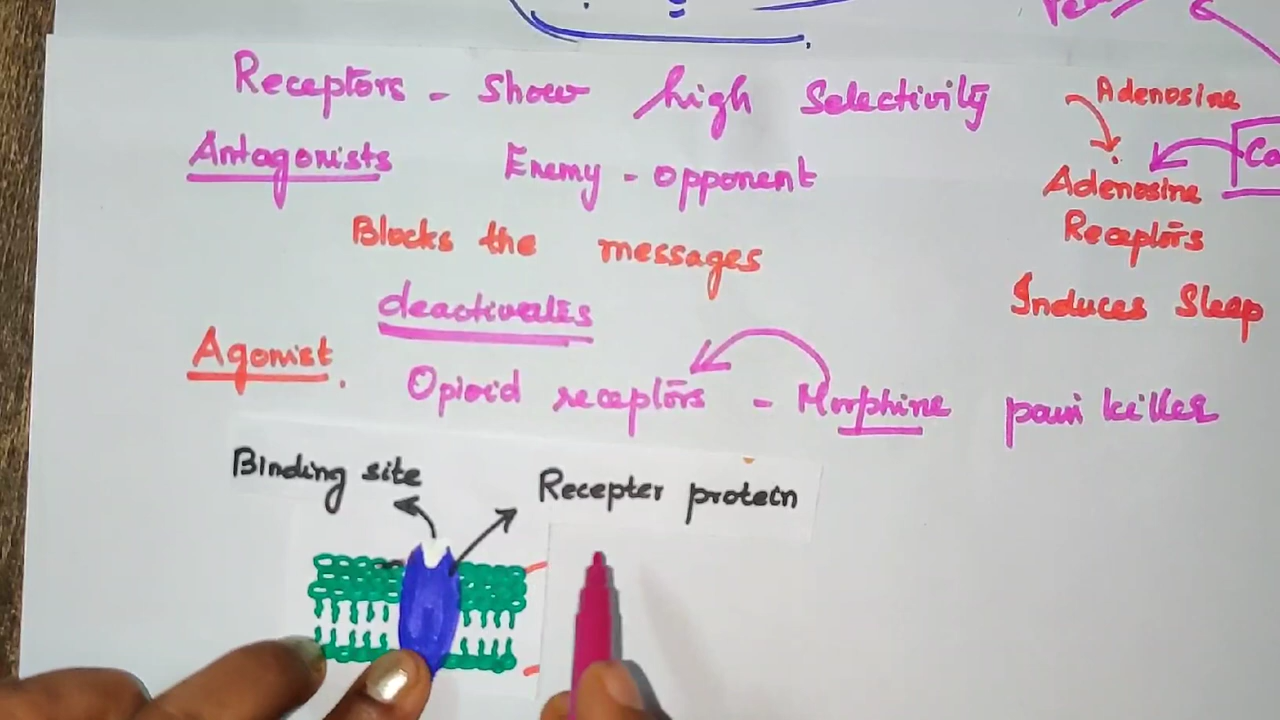 Receptors - Show high Selectivity
Adenosine
Antagonists Enemy - opponent
Adenosine
Receptors
Blocks the messages
deactivates
Induces Sleep
Agonist.
Opioid receptors - Morphine pain killer
Binding site
Recepter protein